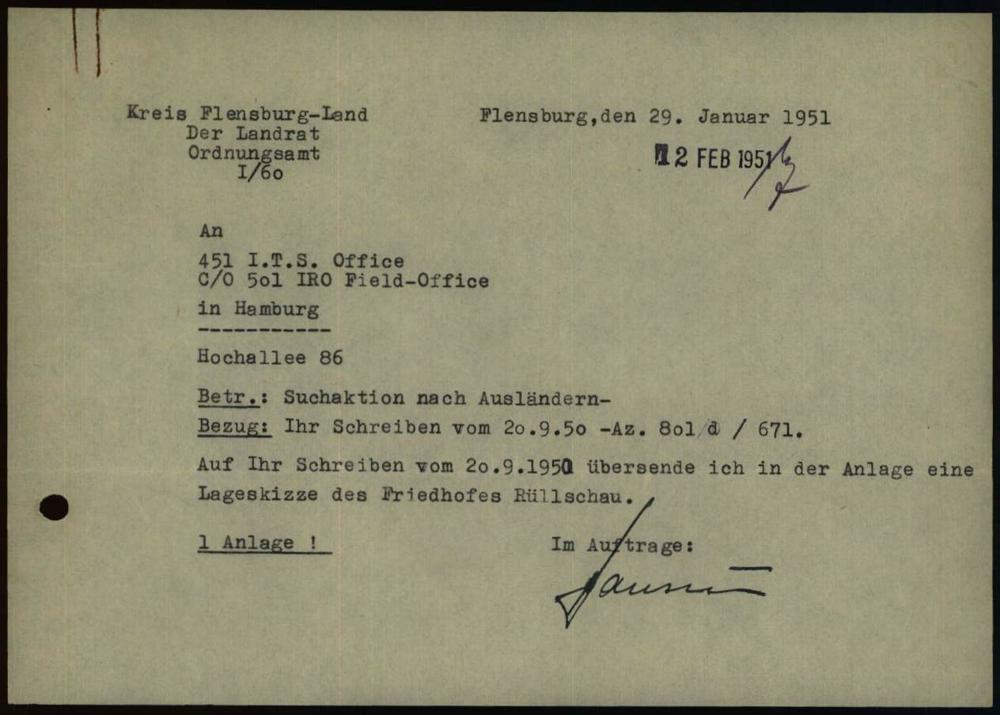 Kreis Flensburg-Land
Flensburg,den 29. Januar 1951
Der Landrat
Ordnungsamt
I/6o
12 FEB 1951
An
451 I.T.S. Office
C/O 5o1 IRO Field-Office
in Hamburg
-----------
Hochallee 86
Betr.: Suchaktion nach Ausländern-
Bezug: Ihr Schreiben vom 2o.9.5o -Az. 8o1/d / 671.
Auf Ihr Schreiben vom 2o.9.1950 übersende ich in der Anlage eine
Lageskizze des Friedhofes Rüllschau.
1 Anlage !
Im Auftrage: